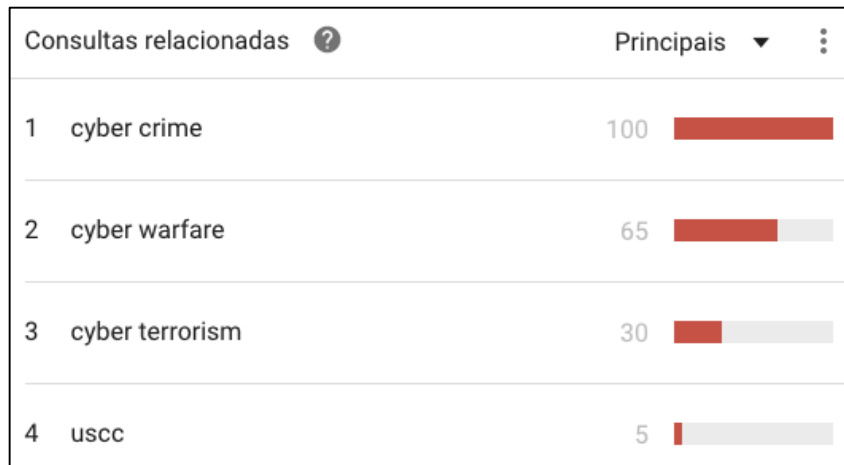 Consultas relacionadas ? Principais
1 cyber crime 100
2 cyber warfare 65
3 cyber terrorism 30
4 uscc 5